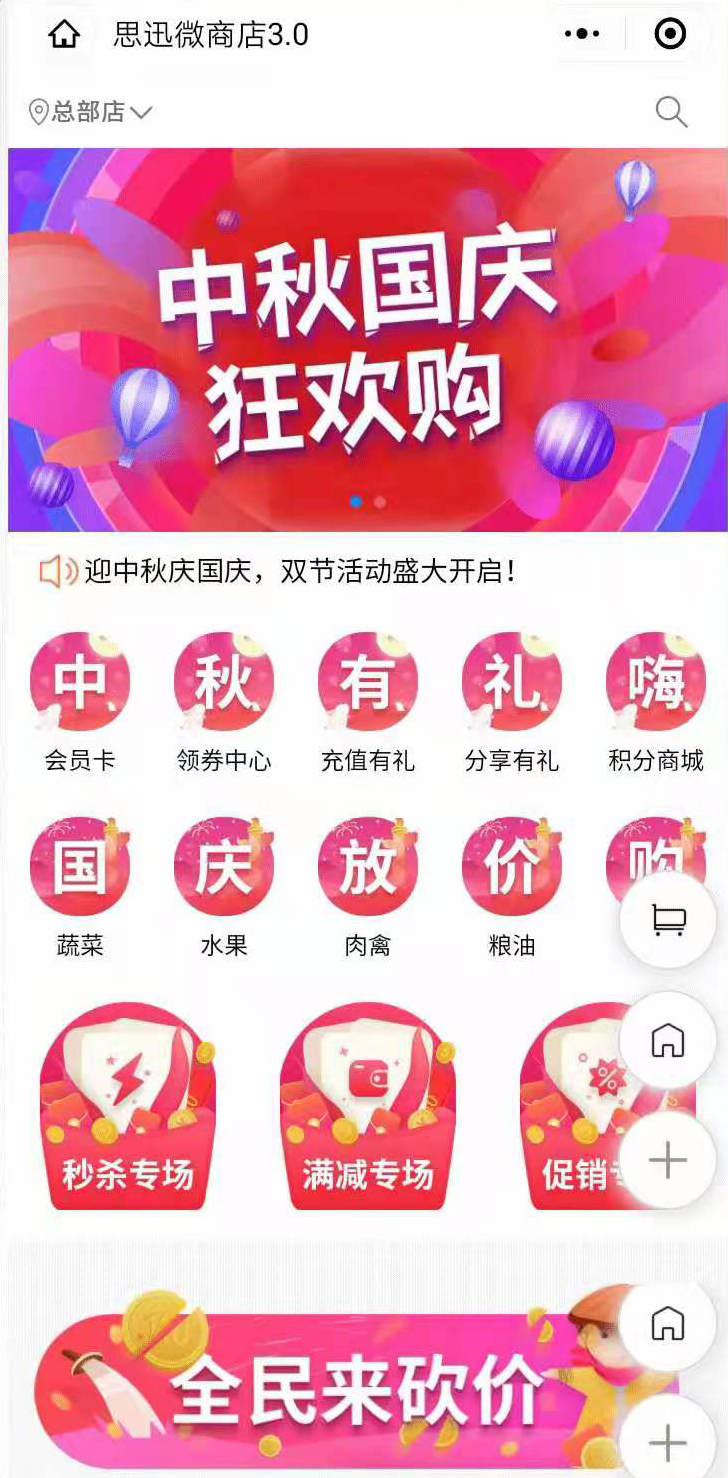 思迅微商店3.0
总部店
中秋国庆
狂欢购
迎中秋庆国庆，双节活动盛大开启！
中 秋 有 礼 嗨
会员卡 领券中心 充值有礼 分享有礼 积分商城
国 庆 放 价 购
蔬菜 水果 肉禽 粮油
秒杀专场 满减专场 促销
全民来砍价